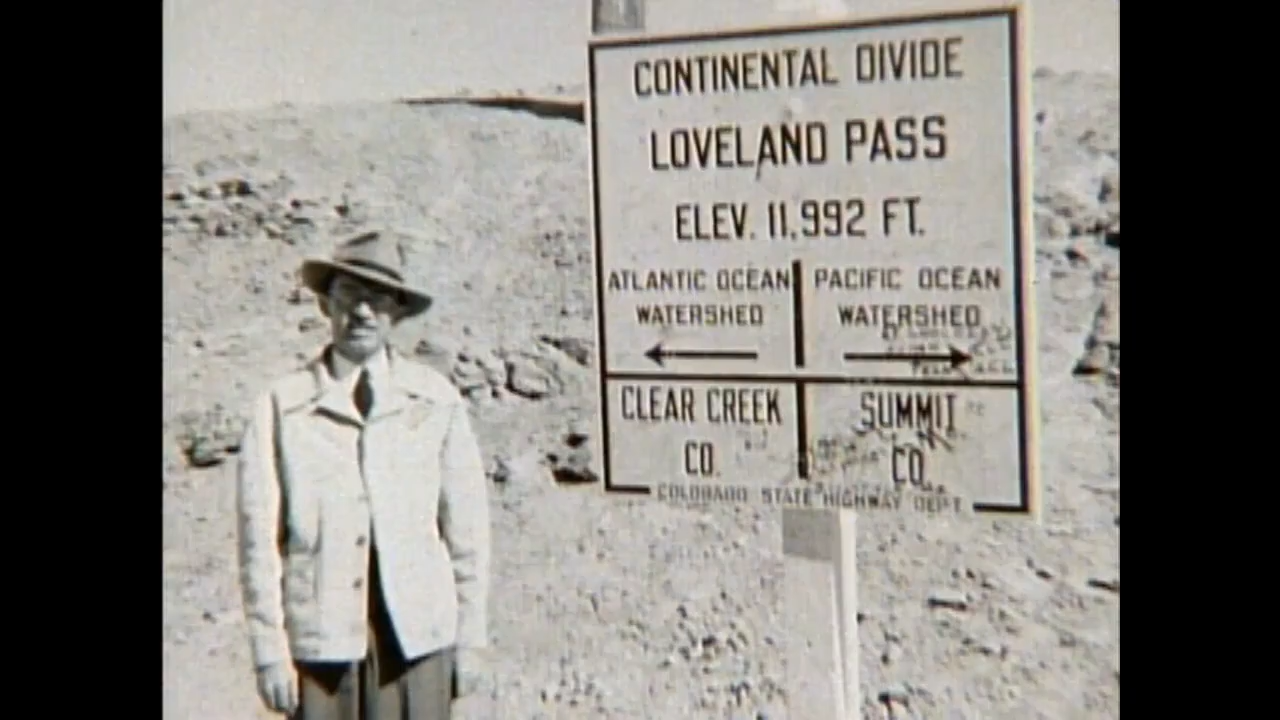 CONTINENTAL DIVIDE
LOVELAND PASS
ELEV. 11,992 FT.
ATLANTIC OCEAN
WATERSHED
PACIFIC OCEAN
WATERSHED
CLEAR CREEK
CO.
SUMMIT
CO.
COLORADO STATE HIGHWAY DEPT.